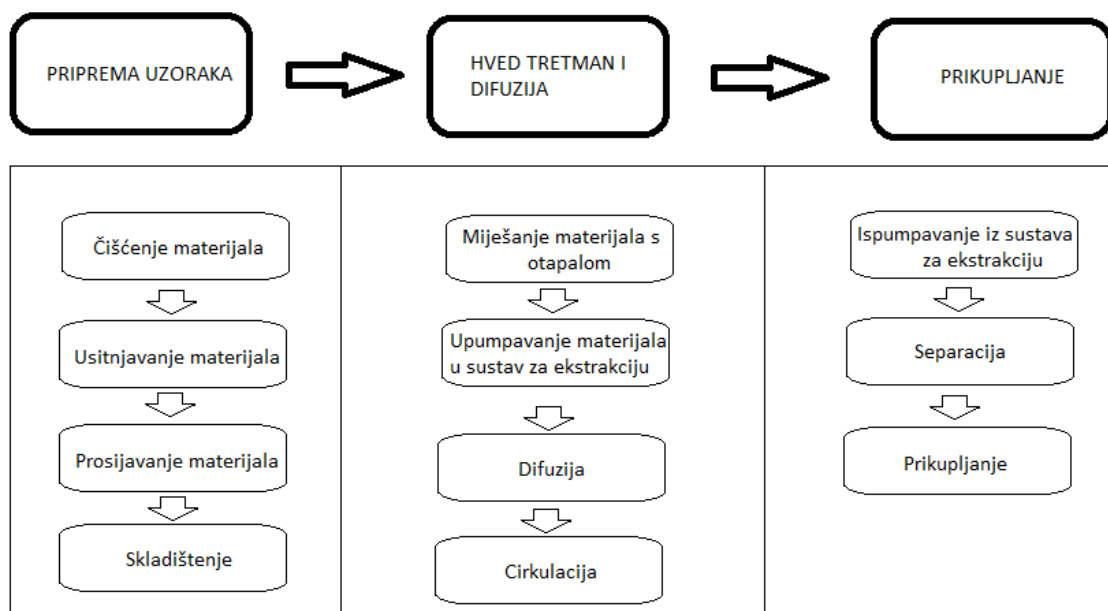 PRIPREMA UZORAKA
HVED TRETMAN I
DIFUZIJA
PRIKUPLJANJE
Čišćenje materijala
Usitnjavanje materijala
Prosijavanje materijala
Skladištenje
Miješanje materijala s
otapalom
Upumpavanje materijala
u sustav za ekstrakciju
Difuzija
Cirkulacija
Ispumpavanje iz sustava
za ekstrakciju
Separacija
Prikupljanje